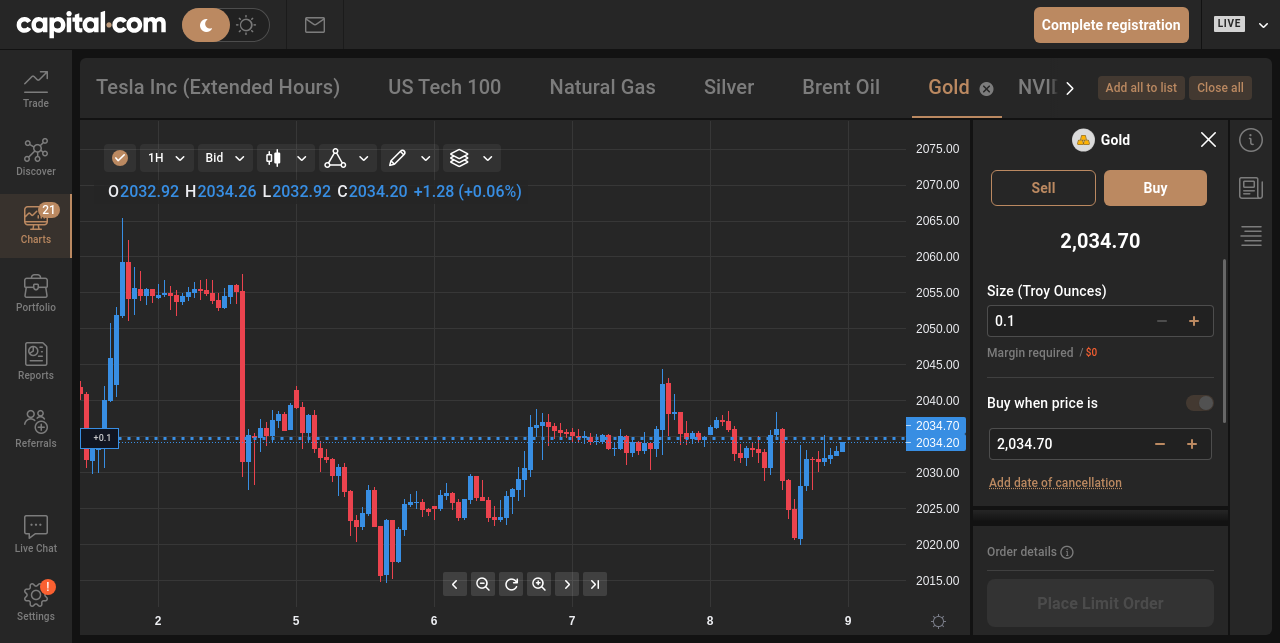 capital.com
Complete registration
LIVE
Trade
Discover
21
Charts
Portfolio
Reports
Referrals
Live Chat
!
Settings
Tesla Inc (Extended Hours) US Tech 100 Natural Gas Silver Brent Oil Gold
Add all to list Close all
1H Bid
O2032.92 H2034.26 L2032.92 C2034.20 +1.28 (+0.06%)
+0.1
2075.00
2070.00
2065.00
2060.00
2055.00
2050.00
2045.00
2040.00
2034.70
2034.20
2030.00
2025.00
2020.00
2015.00
2 5 6 7 8 9
Gold
Sell Buy
2,034.70
Size (Troy Ounces)
0.1
Margin required / $0
Buy when price is
2,034.70
Add date of cancellation
Order details
Place Limit Order